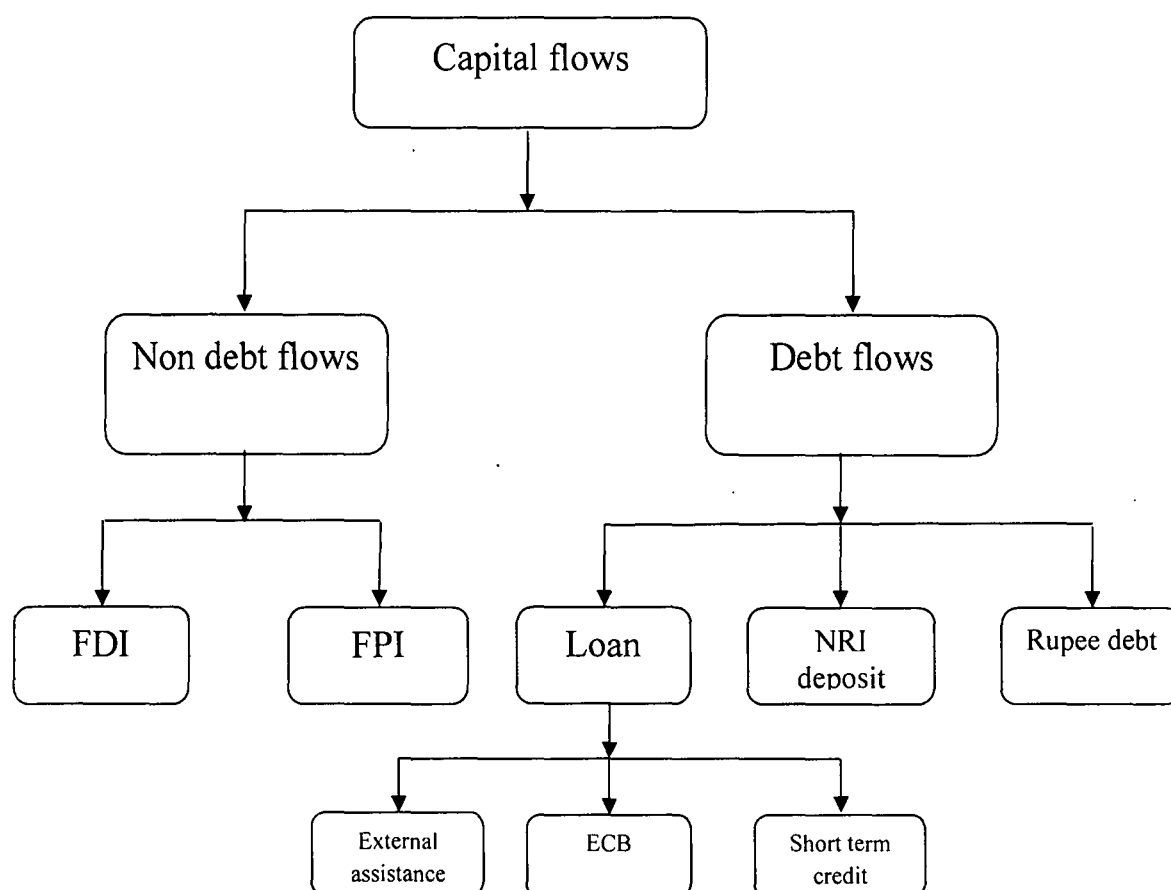 Capital flows
Non debt flows
Debt flows
FDI
FPI
Loan
NRI
deposit
Rupee debt
External
assistance
ECB
Short term
credit